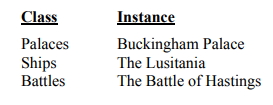 Class Instance
Palaces Buckingham Palace
Ships The Lusitania
Battles The Battle of Hastings